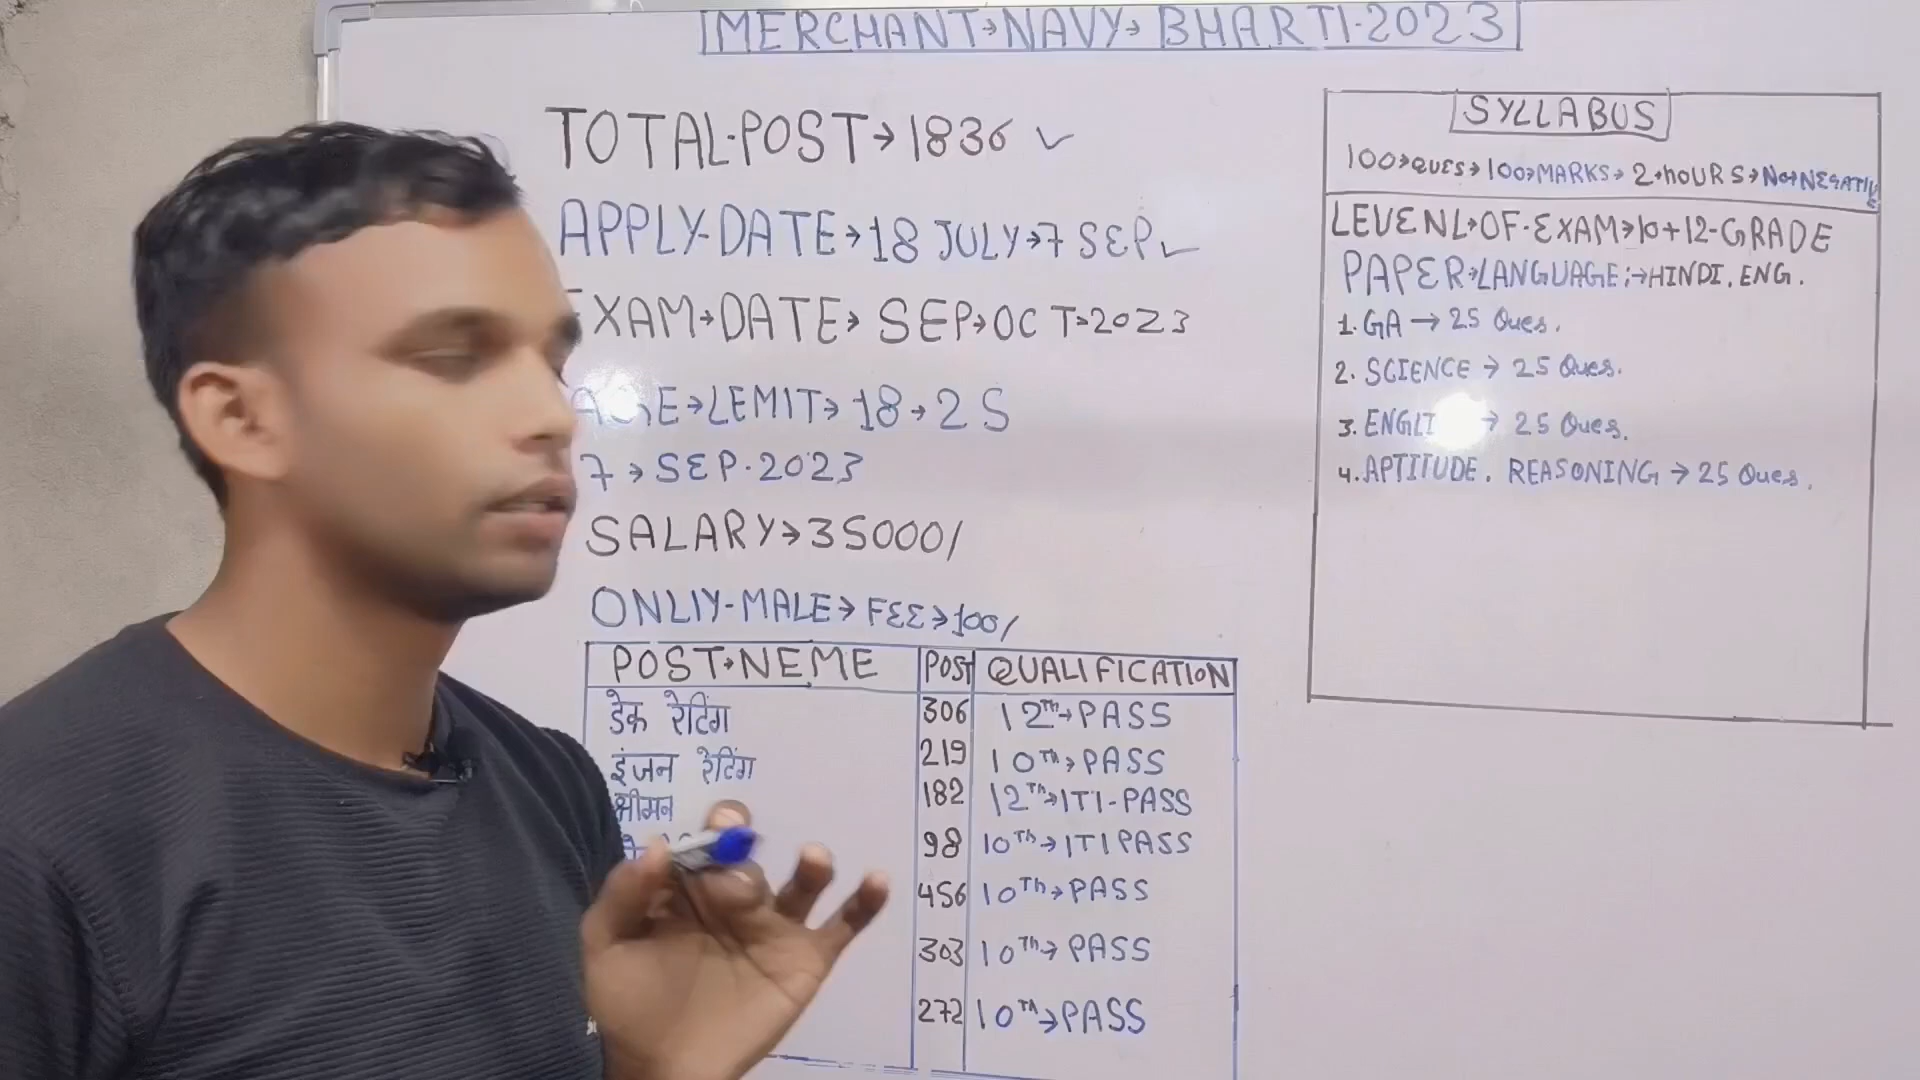 MERCHANT→NAVY→BHARTI-2023
TOTAL-POST→1836 ✓
APPLY-DATE→18 JULY→7 SEP ✓
EXAM→DATE→SEP→OCT→2023
AGE→LEMIT→18→25
7→SEP-2023
SALARY→35000/
ONLIY-MALE→FEE→100/
POST→NEME POST QUALIFICATION
डेक रेटिंग 306 12TH→PASS
इंजन रेटिंग 219 10TH→PASS
श्रीमन 182 12TH→ITI-PASS
98 10TH→ITI PASS
456 10Th→PASS
303 10Th→PASS
272 10TH→PASS
SYLLABUS
100→QUES→100→MARKS→2→hOURS→No→NEGATIVE
LEVENL→OF-EXAM→10+12-GRADE
PAPER→LANGUAGE:→HINDI, ENG.
1. GA → 25 Ques.
2. SCIENCE → 25 Ques.
3. → 25 Ques.
4. APTITUDE. REASONING → 25 Ques.